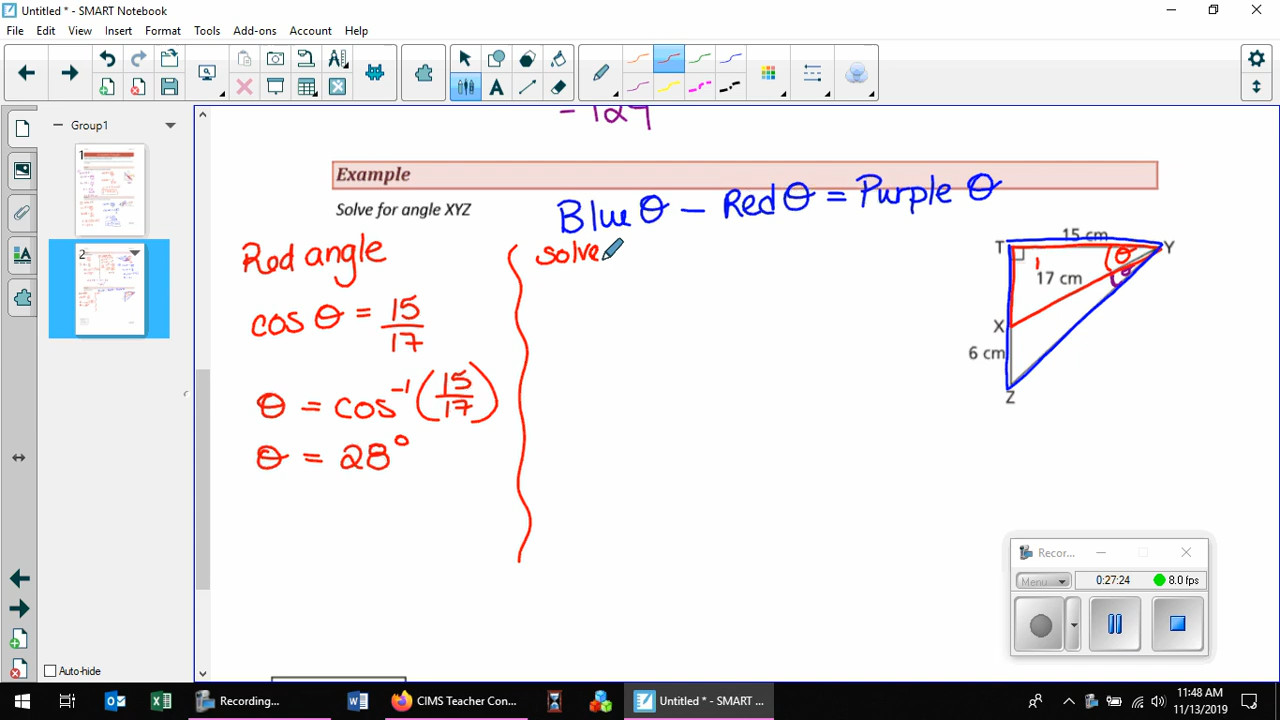 Untitled * - SMART Notebook
File Edit View Insert Format Tools Add-ons Account Help
Group1
1
2
- 127
Example
Solve for angle XYZ
Blue θ - Red θ = Purple θ
Red angle
cos θ = 15/17
θ = cos⁻¹ (15/17)
θ = 28°
solve
T
15 cm
Y
θ
17 cm
X
6 cm
Z
Recor...
Menu
0:27:24
8.0 fps
Auto-hide
Recording...
CIMS Teacher Con...
Untitled * - SMART ...
11:48 AM
11/13/2019